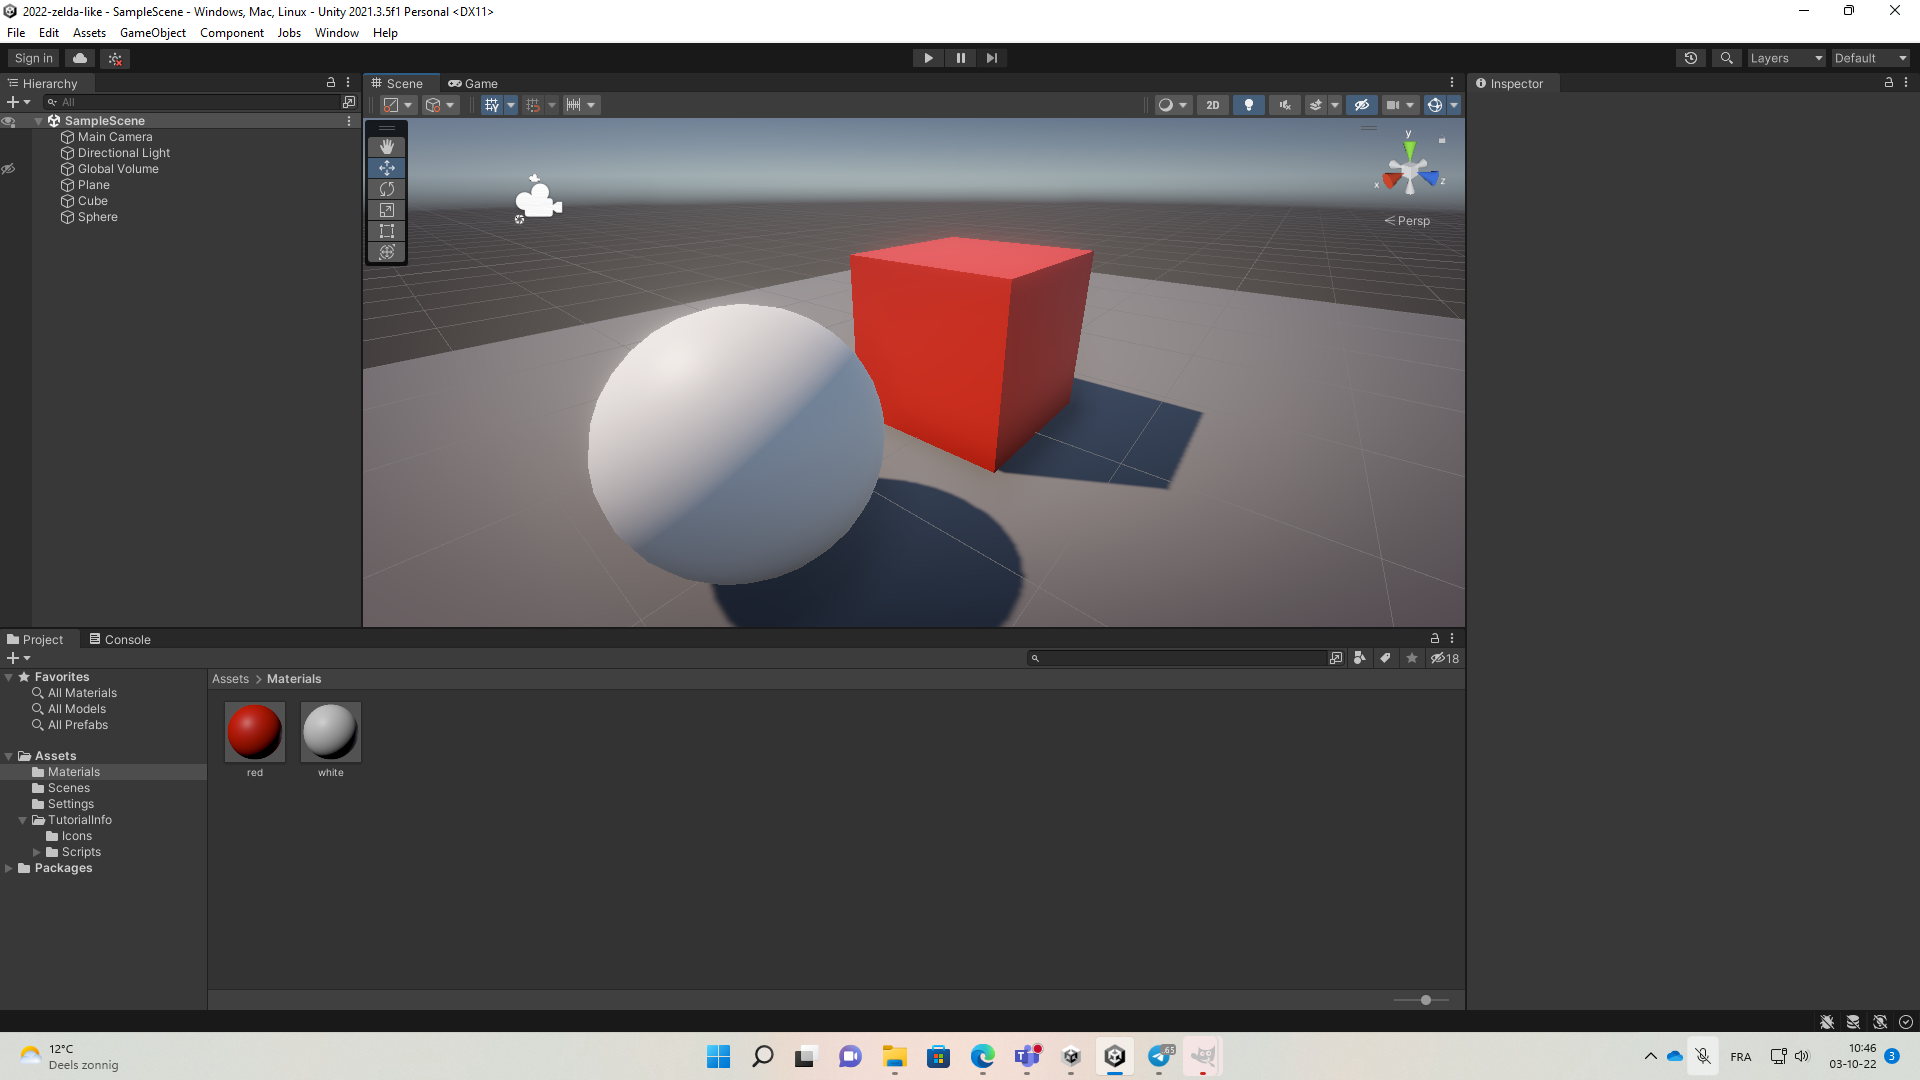 2022-zelda-like - SampleScene - Windows, Mac, Linux - Unity 2021.3.5f1 Personal <DX11>
File Edit Assets GameObject Component Jobs Window Help
Sign in
Layers
Default
Hierarchy
All
SampleScene
Main Camera
Directional Light
Global Volume
Plane
Cube
Sphere
Scene
Game
2D
y
x
z
Persp
Inspector
Project
Console
18
Favorites
All Materials
All Models
All Prefabs
Assets
Materials
Scenes
Settings
TutorialInfo
Icons
Scripts
Packages
Assets > Materials
red
white
12°C
Deels zonnig
65
FRA
10:46
03-10-22
3